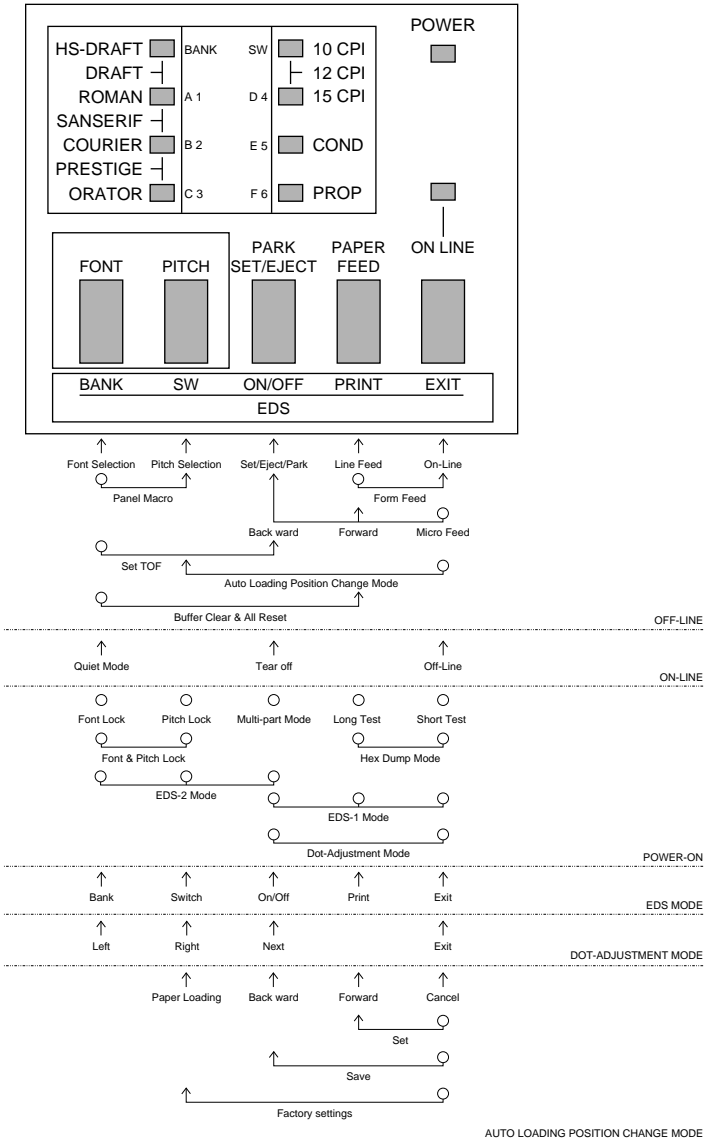 POWER
HS-DRAFT BANK SW 10 CPI
DRAFT 12 CPI
ROMAN A 1 D 4 15 CPI
SANSERIF
COURIER B 2 E 5 COND
PRESTIGE
ORATOR C 3 F 6 PROP
FONT PITCH PARK SET/EJECT PAPER FEED ON LINE
BANK SW ON/OFF PRINT EXIT
EDS
Font Selection Pitch Selection Set/Eject/Park Line Feed On-Line
Panel Macro Form Feed
Back ward Forward Micro Feed
Set TOF
Auto Loading Position Change Mode
Buffer Clear & All Reset
OFF-LINE
Quiet Mode Tear off Off-Line
ON-LINE
Font Lock Pitch Lock Multi-part Mode Long Test Short Test
Font & Pitch Lock Hex Dump Mode
EDS-2 Mode
EDS-1 Mode
Dot-Adjustment Mode
POWER-ON
Bank Switch On/Off Print Exit
EDS MODE
Left Right Next Exit
DOT-ADJUSTMENT MODE
Paper Loading Back ward Forward Cancel
Set
Save
Factory settings
AUTO LOADING POSITION CHANGE MODE